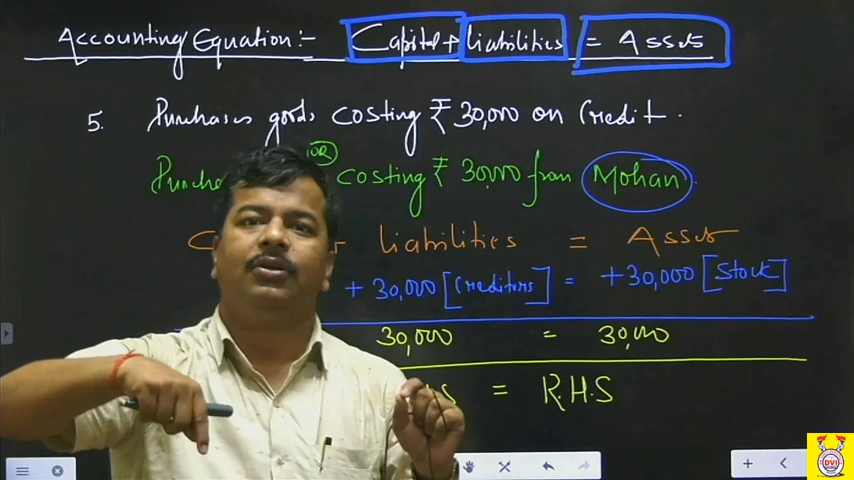 Accounting Equation:- Capital + Liabilities = Assets
5. Purchases goods costing ₹ 30,000 on Credit.
(OR)
costing ₹ 30,000 from Mohan.
+ Liabilities = Assets
+ 30,000 [Creditors] = + 30,000 [Stock]
30,000 = 30,000
= R.H.S
DVI